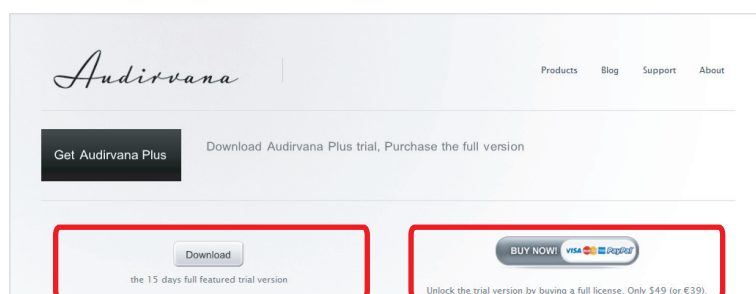 Audirvana
Products Blog Support About
Get Audirvana Plus
Download Audirvana Plus trial, Purchase the full version
Download
the 15 days full featured trial version
BUY NOW! VISA PayPal
Unlock the trial version by buying a full license. Only $49 (or €39).